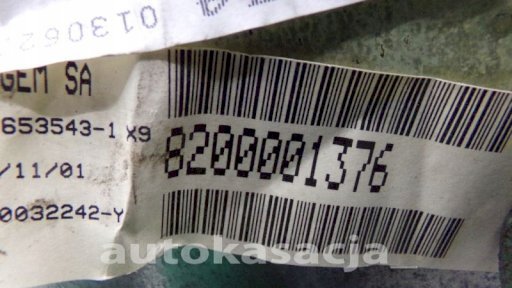 013062
GEM SA
653543-1 X9
8200001376
/11/01
0032242-Y
autokasacja